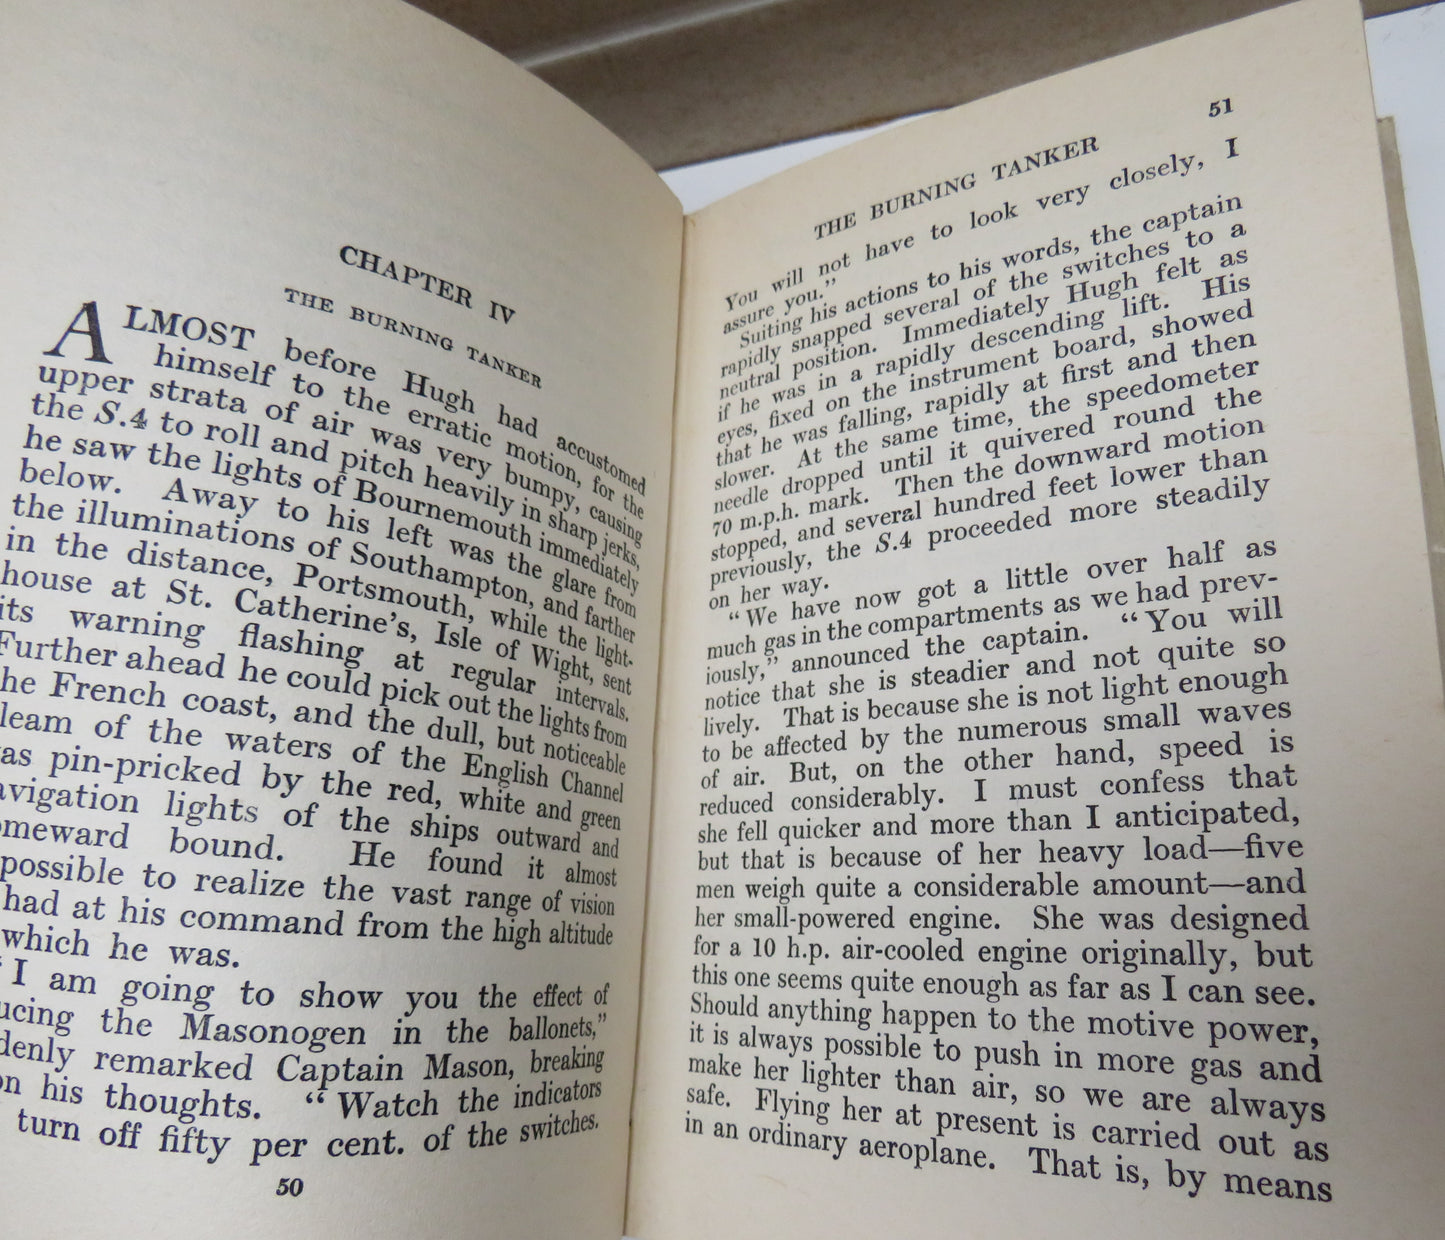 CHAPTER IV
THE BURNING TANKER
ALMOST before Hugh had accustomed
himself to the erratic motion, for the
upper strata of air was very bumpy, causing
the S.4 to roll and pitch heavily in sharp jerks,
he saw the lights of Bournemouth immediately
below. Away to his left was the glare from
the illuminations of Southampton, and farther
in the distance, Portsmouth, while the light-
house at St. Catherine's, Isle of Wight, sent
its warning flashing at regular intervals.
Further ahead he could pick out the lights from
he French coast, and the dull, but noticeable
leam of the waters of the English Channel
as pin-pricked by the red, white and green
avigation lights of the ships outward and
omeward bound. He found it almost
possible to realize the vast range of vision
had at his command from the high altitude
which he was.
"I am going to show you the effect of
ucing the Masonogen in the ballonets,"
denly remarked Captain Mason, breaking
on his thoughts. "Watch the indicators
turn off fifty per cent. of the switches.
50
51
THE BURNING TANKER
You will not have to look very closely, I
assure you."
Suiting his actions to his words, the captain
rapidly snapped several of the switches to a
neutral position. Immediately Hugh felt as
if he was in a rapidly descending lift. His
eyes, fixed on the instrument board, showed
that he was falling, rapidly at first and then
slower. At the same time, the speedometer
needle dropped until it quivered round the
70 m.p.h. mark. Then the downward motion
stopped, and several hundred feet lower than
previously, the S.4 proceeded more steadily
on her way.
"We have now got a little over half as
much gas in the compartments as we had prev-
iously," announced the captain. "You will
notice that she is steadier and not quite so
lively. That is because she is not light enough
to be affected by the numerous small waves
of air. But, on the other hand, speed is
reduced considerably. I must confess that
she fell quicker and more than I anticipated,
but that is because of her heavy load—five
men weigh quite a considerable amount—and
her small-powered engine. She was designed
for a 10 h.p. air-cooled engine originally, but
this one seems quite enough as far as I can see.
Should anything happen to the motive power,
it is always possible to push in more gas and
make her lighter than air, so we are always
safe. Flying her at present is carried out as
in an ordinary aeroplane. That is, by means